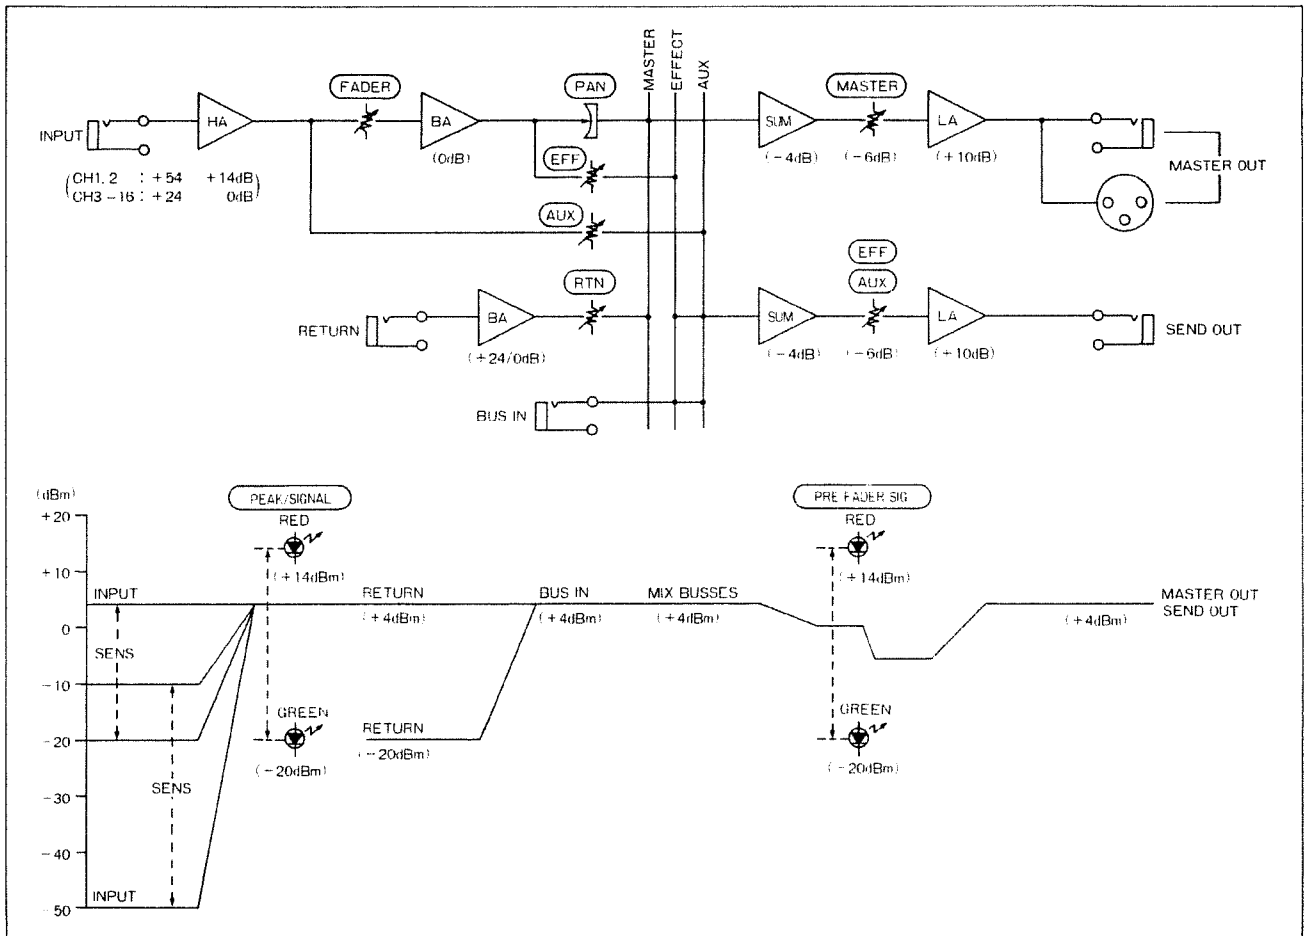 MASTER
EFFECT
AUX
FADER
PAN
MASTER
INPUT
HA
BA
SUM
LA
(0dB)
(−4dB)
(−6dB)
(+10dB)
EFF
MASTER OUT
(CH1, 2 : +54 +14dB)
(CH3−16 : +24 0dB)
AUX
EFF
AUX
RTN
RETURN
BA
SUM
LA
SEND OUT
(+24/0dB)
(−4dB)
(−6dB)
(+10dB)
BUS IN
(dBm)
PEAK/SIGNAL
PRE FADER SIG
+20
RED
RED
+10
(+14dBm)
(+14dBm)
INPUT
RETURN
BUS IN
MIX BUSSES
MASTER OUT
SEND OUT
(+4dBm)
(+4dBm)
(+4dBm)
(+4dBm)
0
SENS
−10
GREEN
GREEN
RETURN
−20
(−20dBm)
(−20dBm)
(−20dBm)
SENS
−30
−40
INPUT
−50